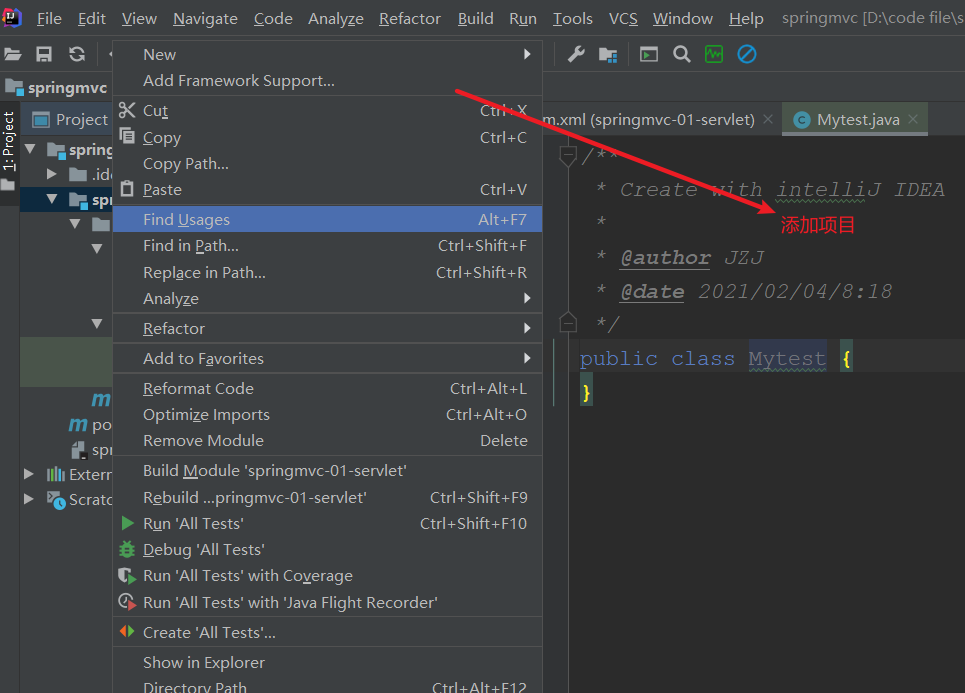 File Edit View Navigate Code Analyze Refactor Build Run Tools VCS Window Help springmvc [D:\code file\s
springmvc
Project
1: Project
spring
.id
spr
m
m po
spr
Extern
Scratc
New
Add Framework Support...
Cut Ctrl+X
Copy Ctrl+C
Copy Path...
Paste Ctrl+V
Find Usages Alt+F7
Find in Path... Ctrl+Shift+F
Replace in Path... Ctrl+Shift+R
Analyze
Refactor
Add to Favorites
Reformat Code Ctrl+Alt+L
Optimize Imports Ctrl+Alt+O
Remove Module Delete
Build Module 'springmvc-01-servlet'
Rebuild ...pringmvc-01-servlet' Ctrl+Shift+F9
Run 'All Tests' Ctrl+Shift+F10
Debug 'All Tests'
Run 'All Tests' with Coverage
Run 'All Tests' with 'Java Flight Recorder'
Create 'All Tests'...
Show in Explorer
Directory Path Ctrl+Alt+F12
m.xml (springmvc-01-servlet) Mytest.java
/**
* Create with intelliJ IDEA
*
添加项目
* @author JZJ
* @date 2021/02/04/8:18
*/
public class Mytest {
}